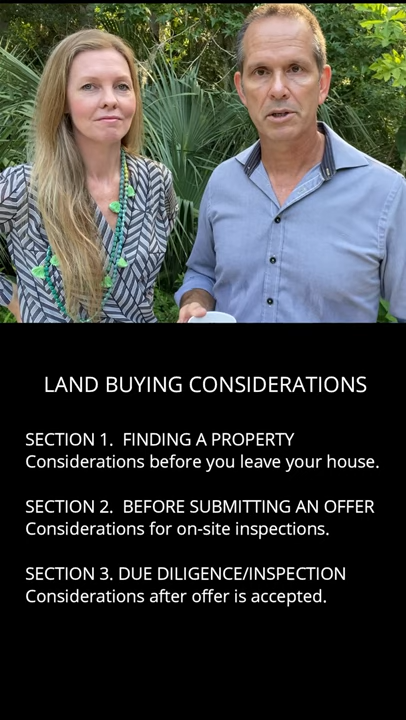 LAND BUYING CONSIDERATIONS
SECTION 1.  FINDING A PROPERTY
Considerations before you leave your house.
SECTION 2.  BEFORE SUBMITTING AN OFFER
Considerations for on-site inspections.
SECTION 3. DUE DILIGENCE/INSPECTION
Considerations after offer is accepted.